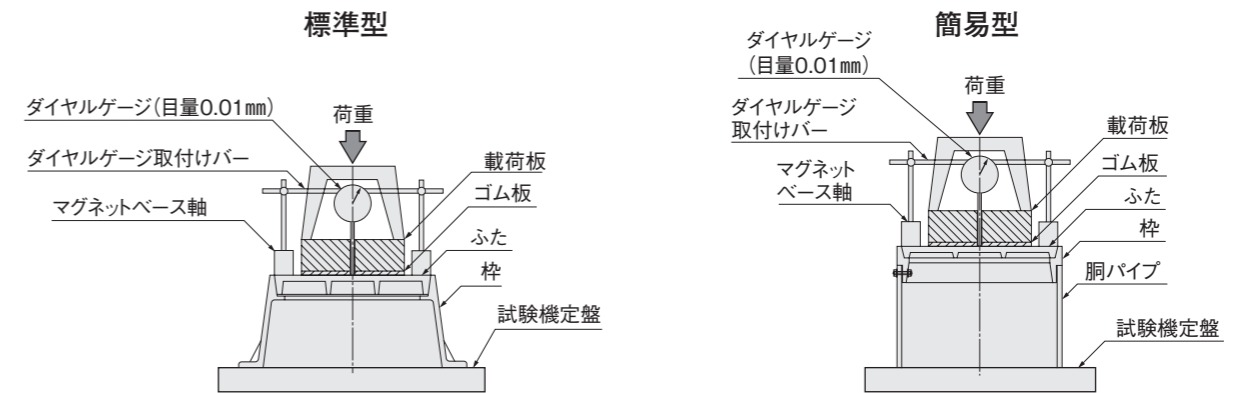 標準型
ダイヤルゲージ（目量0.01㎜）
荷重
ダイヤルゲージ取付けバー
載荷板
ゴム板
マグネットベース軸
ふた
枠
試験機定盤
簡易型
ダイヤルゲージ
（目量0.01㎜）
荷重
ダイヤルゲージ
取付けバー
載荷板
マグネット
ベース軸
ゴム板
ふた
枠
胴パイプ
試験機定盤